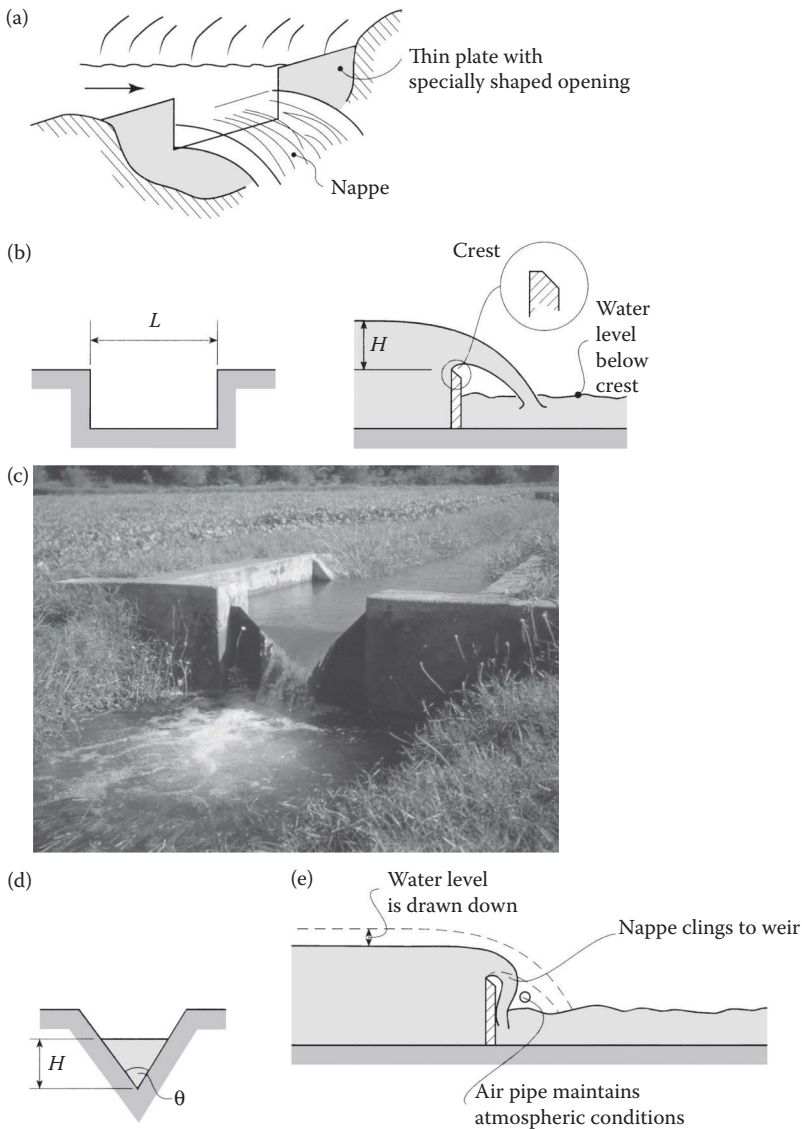 (a)
Thin plate with
specially shaped opening
Nappe
(b)
L
Crest
H
Water
level
below
crest
(c)
(d)
H
θ
(e)
Water level
is drawn down
Nappe clings to weir
Air pipe maintains
atmospheric conditions